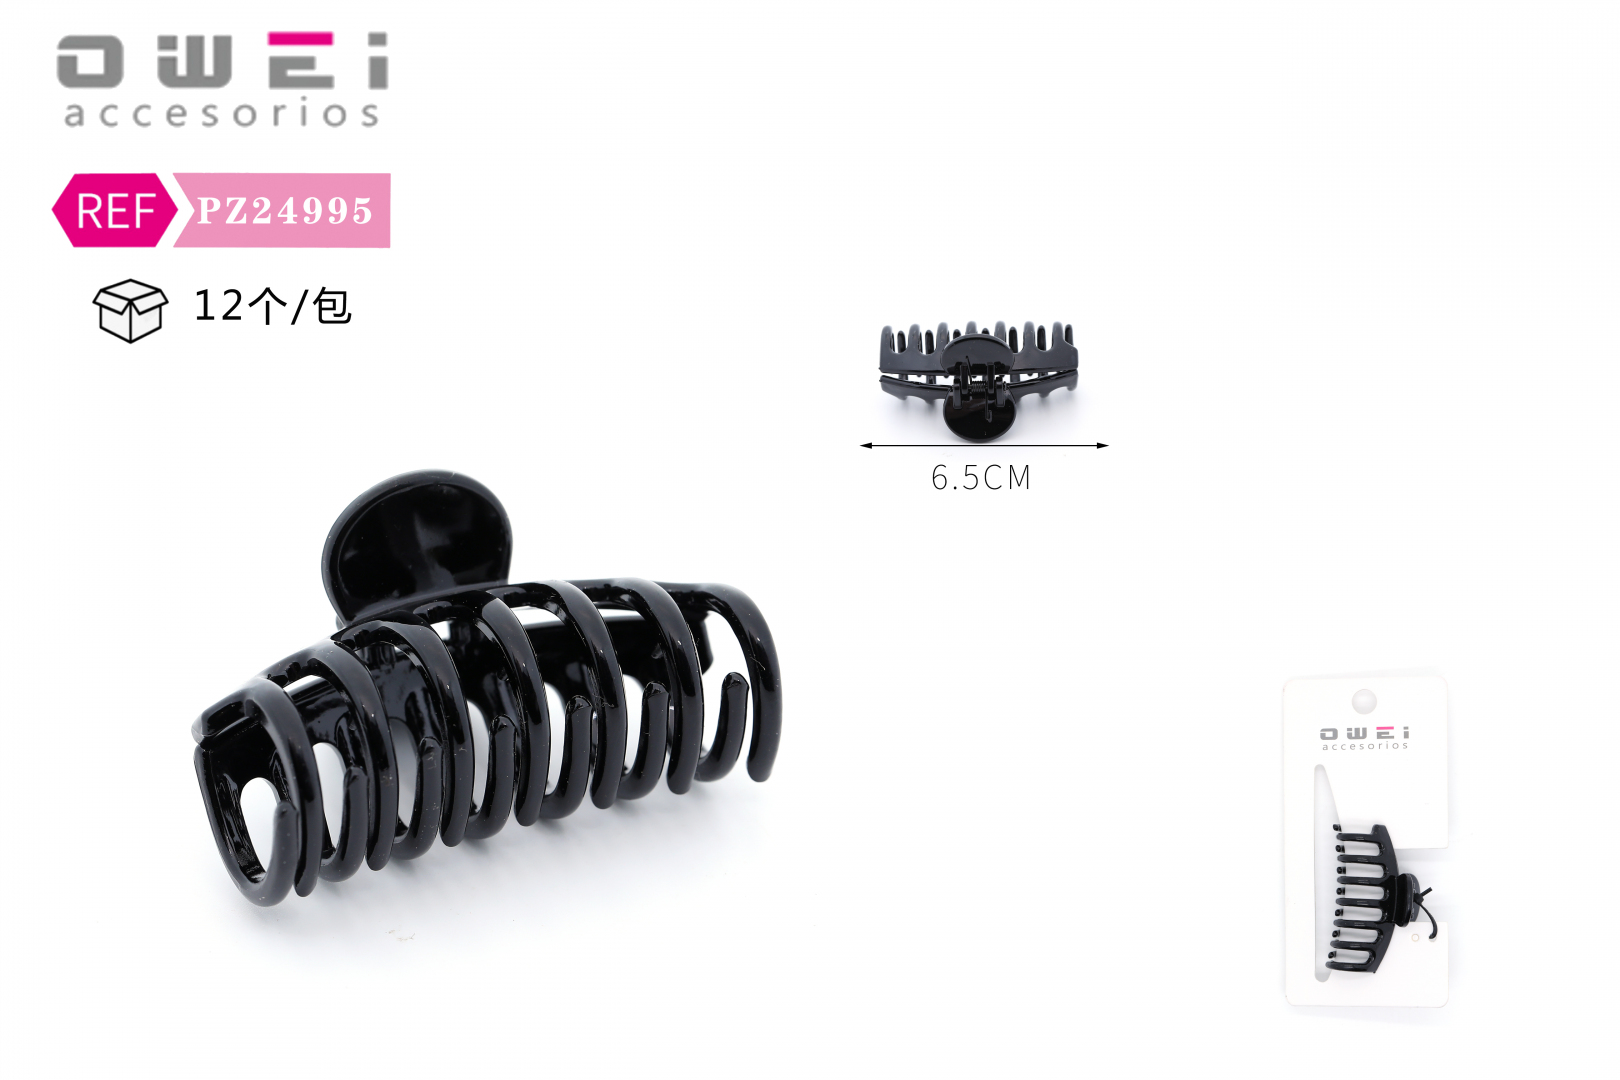 OWEi
accesorios
REF PZ24995
12个/包
6.5CM
OWEi
accesorios